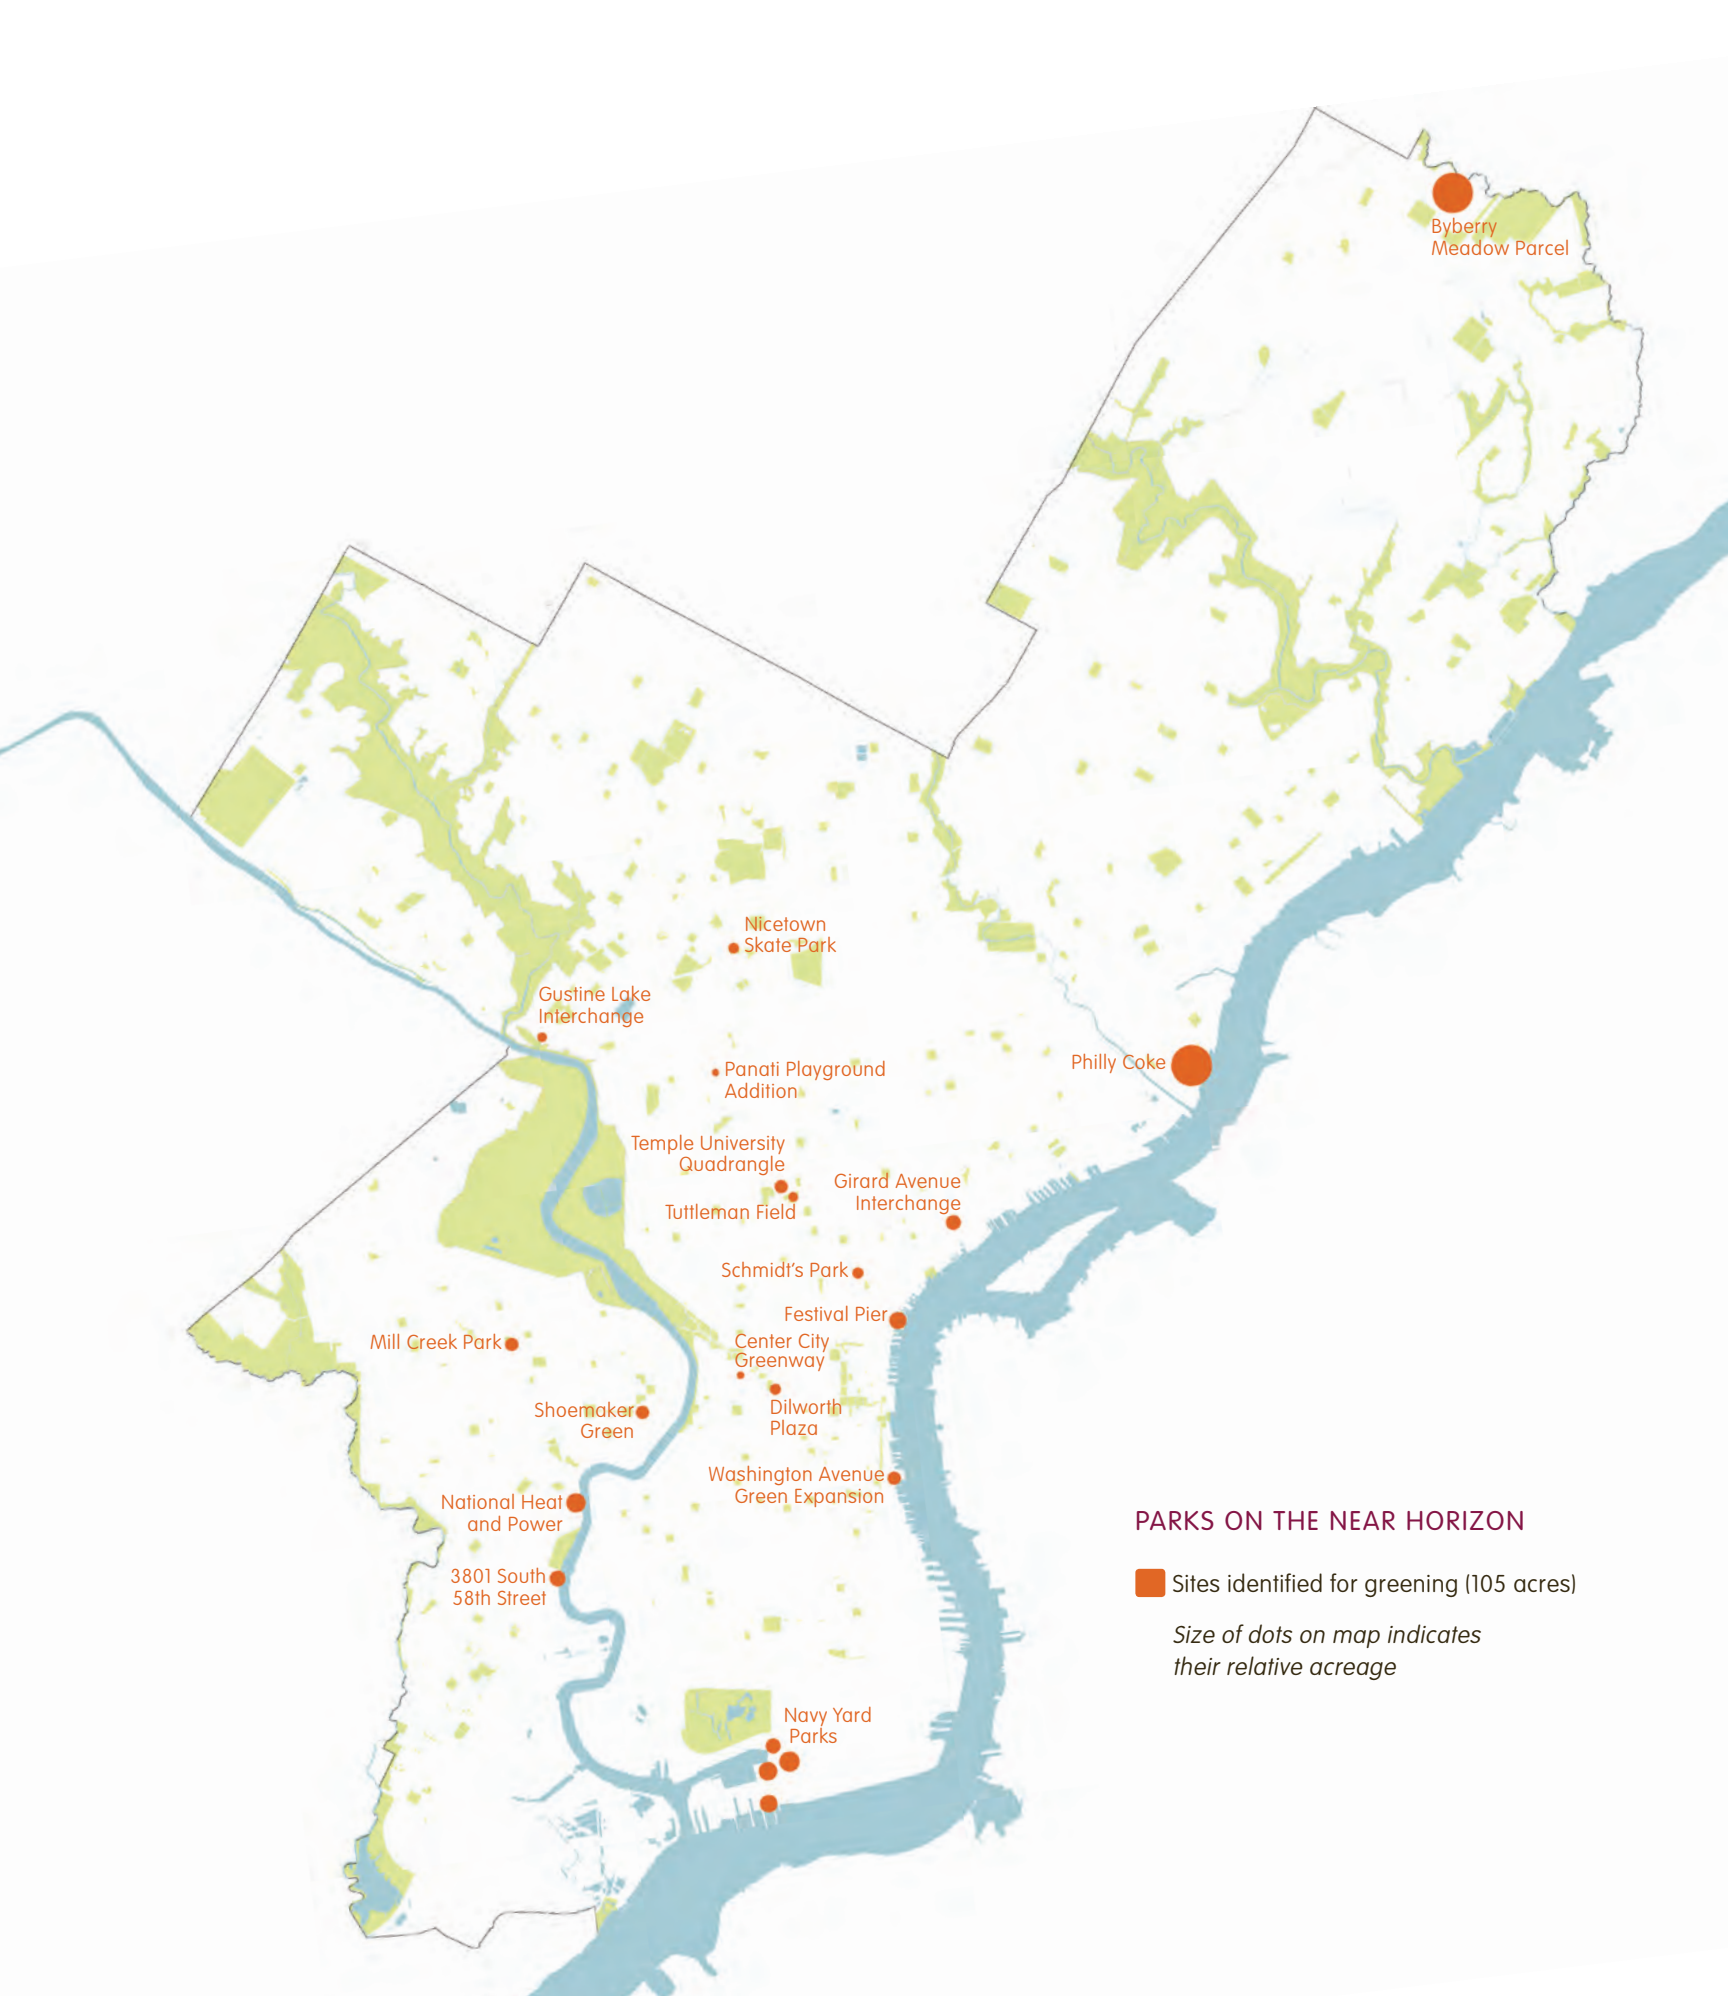 Byberry
Meadow Parcel
Nicetown
Skate Park
Gustine Lake
Interchange
Philly Coke
Panati Playground
Addition
Temple University
Quadrangle
Tuttleman Field
Girard Avenue
Interchange
Schmidt's Park
Festival Pier
Mill Creek Park
Center City
Greenway
Dilworth
Plaza
Shoemaker
Green
Washington Avenue
Green Expansion
National Heat
and Power
3801 South
58th Street
Navy Yard
Parks
PARKS ON THE NEAR HORIZON
Sites identified for greening (105 acres)
Size of dots on map indicates
their relative acreage